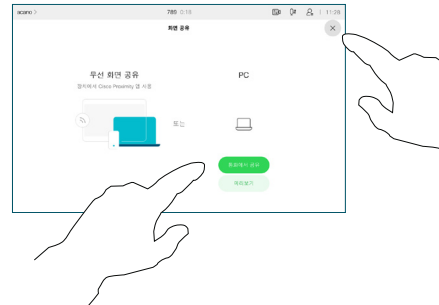 acano >
789 0:18
11:28
화면 공유
무선 화면 공유
장치에서 Cisco Proximity 앱 사용
또는
PC
통화에서 공유
미리보기